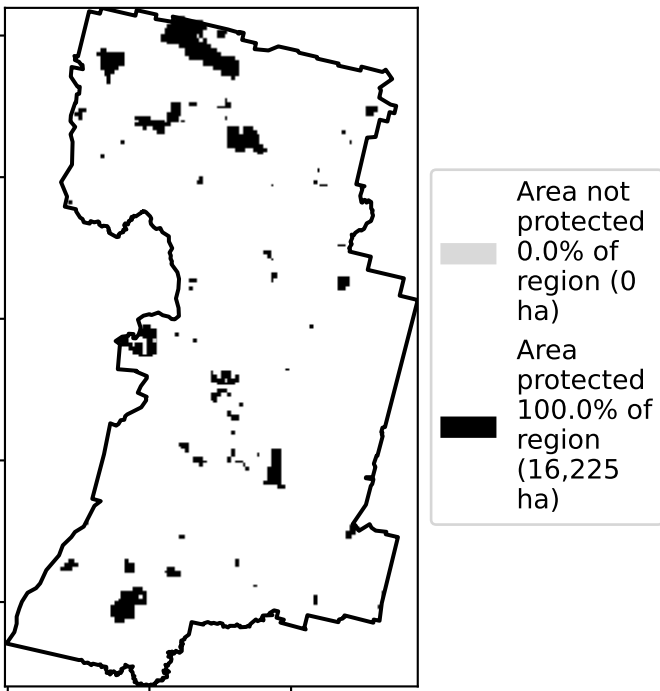 Area not
protected
0.0% of
region (0
ha)
Area
protected
100.0% of
region
(16,225
ha)